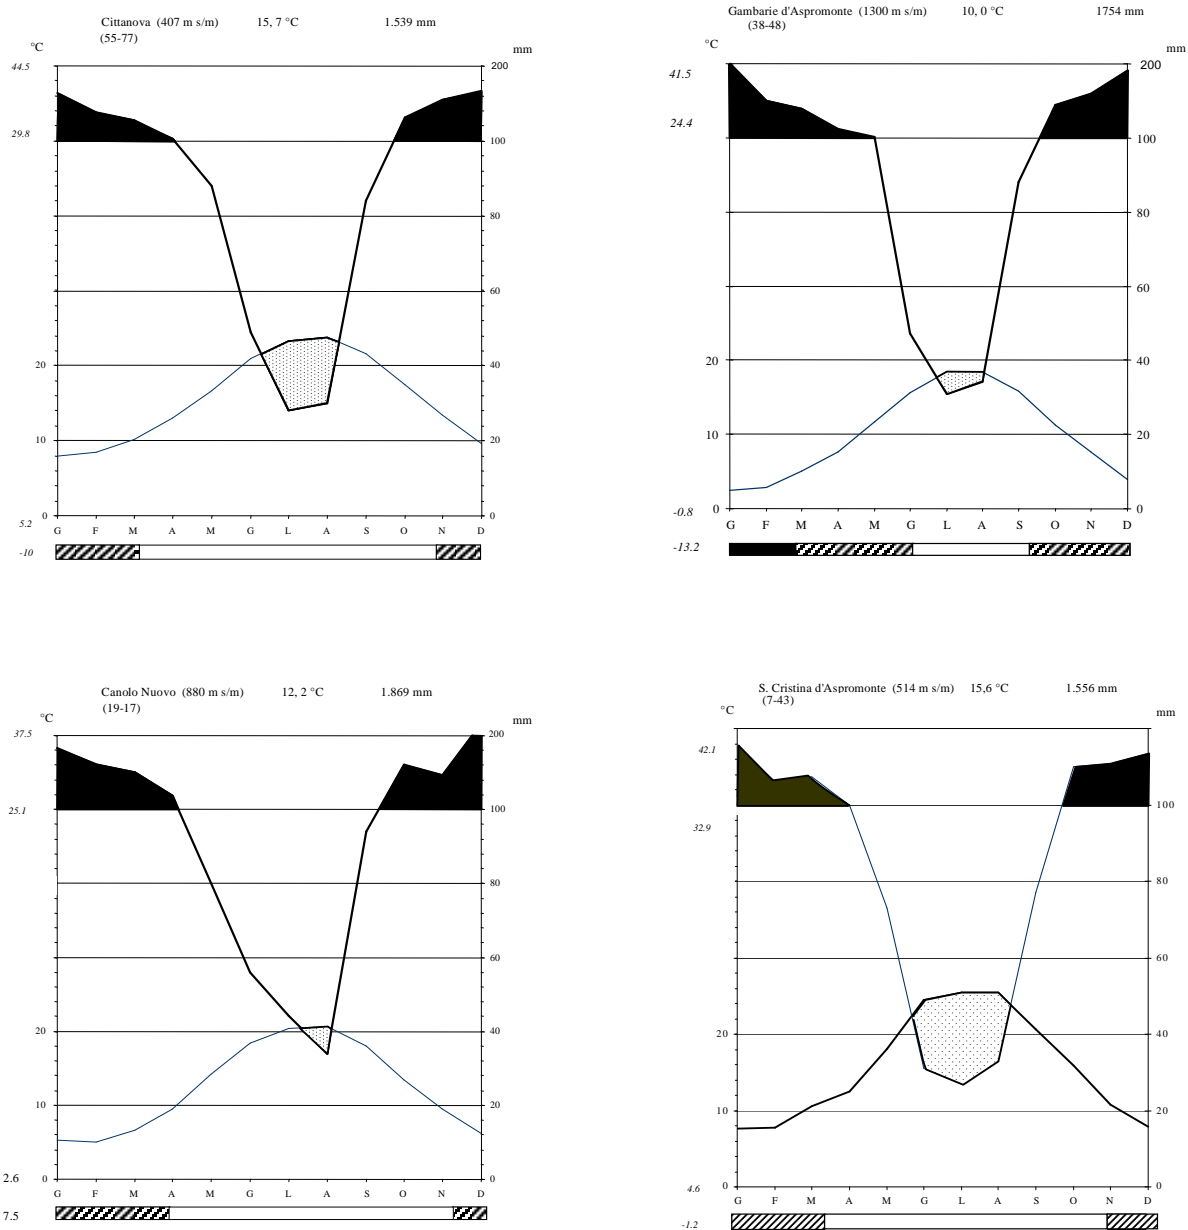 Cittanova (407 m s/m) 15, 7 °C 1.539 mm
(55-77)
°C mm
44.5 200
29.8 100
80
60
20 40
10 20
5.2 0 0
G F M A M G L A S O N D
-10
Gambarie d'Aspromonte (1300 m s/m) 10, 0 °C 1754 mm
(38-48)
°C mm
41.5 200
24.4 100
80
60
20 40
10 20
-0.8 0 0
G F M A M G L A S O N D
-13.2
Canolo Nuovo (880 m s/m) 12, 2 °C 1.869 mm
(19-17)
°C mm
37.5 200
25.1 100
80
60
20 40
10 20
2.6 0 0
G F M A M G L A S O N D
7.5
S. Cristina d'Aspromonte (514 m s/m) 15,6 °C 1.556 mm
(7-43)
°C mm
42.1
100
32.9
80
60
20 40
10 20
4.6 0 0
G F M A M G L A S O N D
-1.2